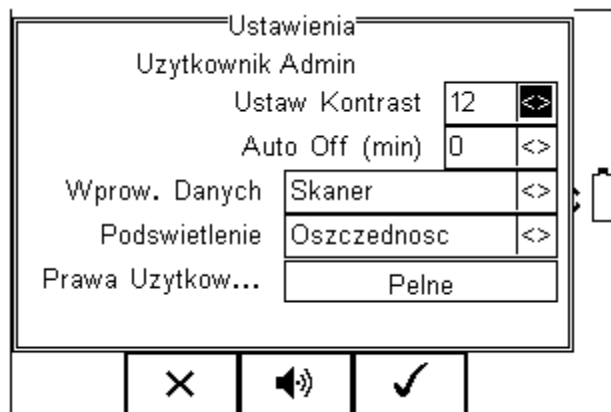 Ustawienia
Uzytkownik Admin
Ustaw Kontrast 12 <>
Auto Off (min) 0 <>
Wprow. Danych Skaner <>
Podswietlenie Oszczednosc <>
Prawa Uzytkow... Pelne